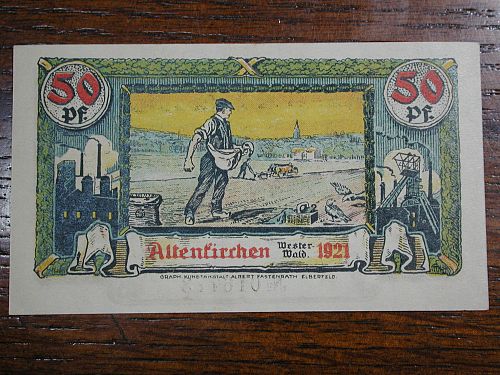 50 Pf.
50 Pf.
Altenkirchen Wester-Wald. 1921
GRAPH. KUNSTANSTALT ALBERT FASTENRATH ELBERFELD.